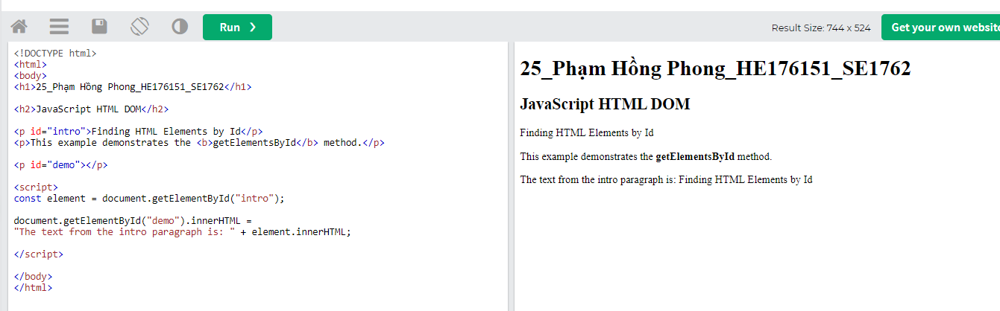 Run ❯
Result Size: 744 x 524
Get your own website
<!DOCTYPE html>
<html>
<body>
<h1>25_Phạm Hồng Phong_HE176151_SE1762</h1>
<h2>JavaScript HTML DOM</h2>
<p id="intro">Finding HTML Elements by Id</p>
<p>This example demonstrates the <b>getElementsById</b> method.</p>
<p id="demo"></p>
<script>
const element = document.getElementById("intro");
document.getElementById("demo").innerHTML =
"The text from the intro paragraph is: " + element.innerHTML;
</script>
</body>
</html>
25_Phạm Hồng Phong_HE176151_SE1762
JavaScript HTML DOM
Finding HTML Elements by Id
This example demonstrates the getElementsById method.
The text from the intro paragraph is: Finding HTML Elements by Id